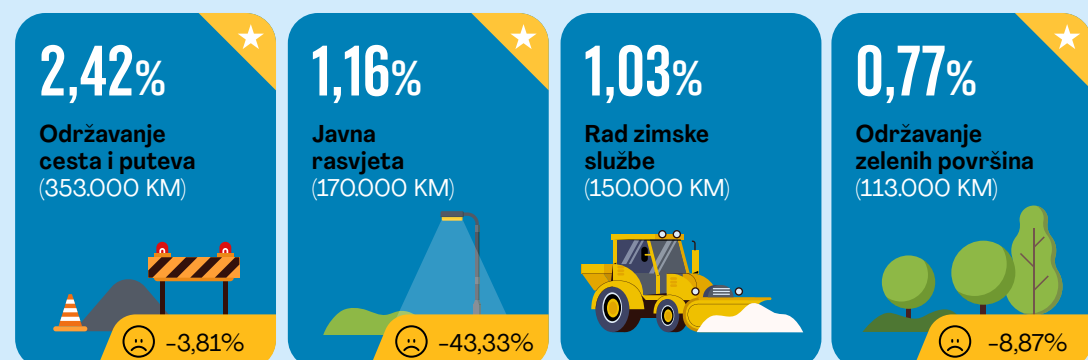 2,42%
Održavanje
cesta i puteva
(353.000 KM)
-3,81%
1,16%
Javna
rasvjeta
(170.000 KM)
-43,33%
1,03%
Rad zimske
službe
(150.000 KM)
0,77%
Održavanje
zelenih površina
(113.000 KM)
-8,87%